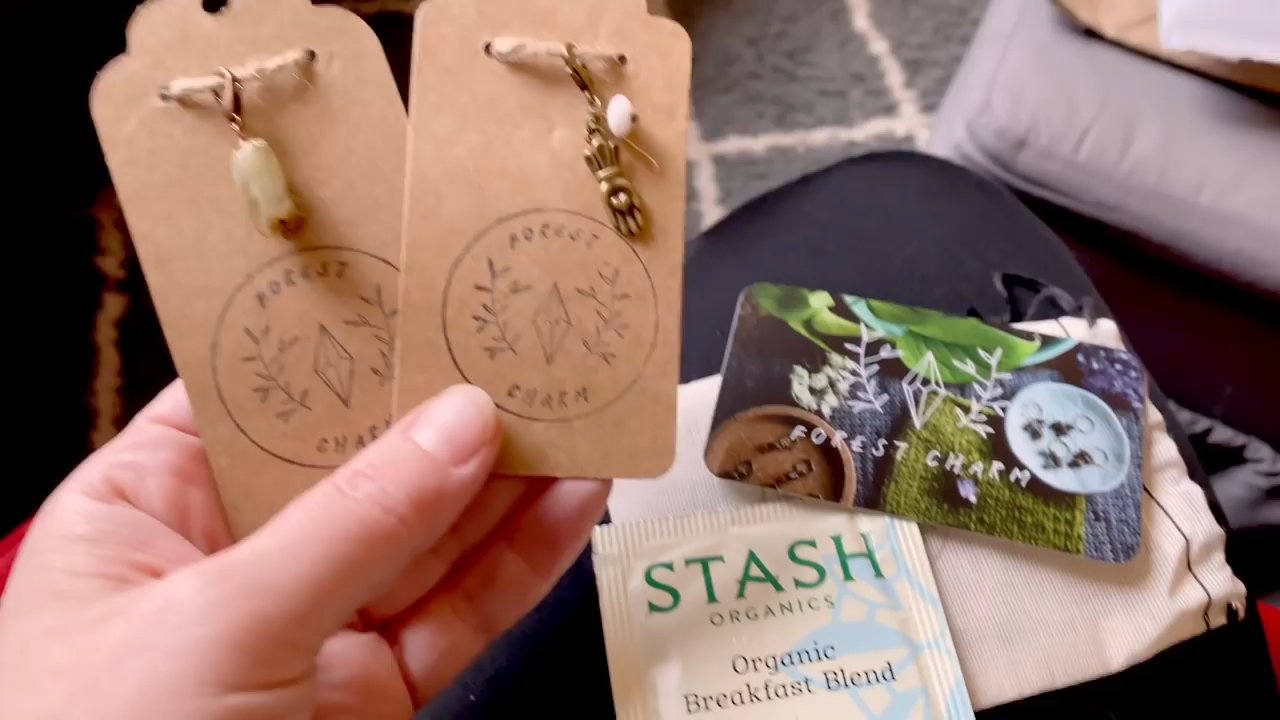 FOREST
CHARM
FOREST
CHARM
FOREST CHARM
STASH
ORGANICS
Organic
Breakfast Blend